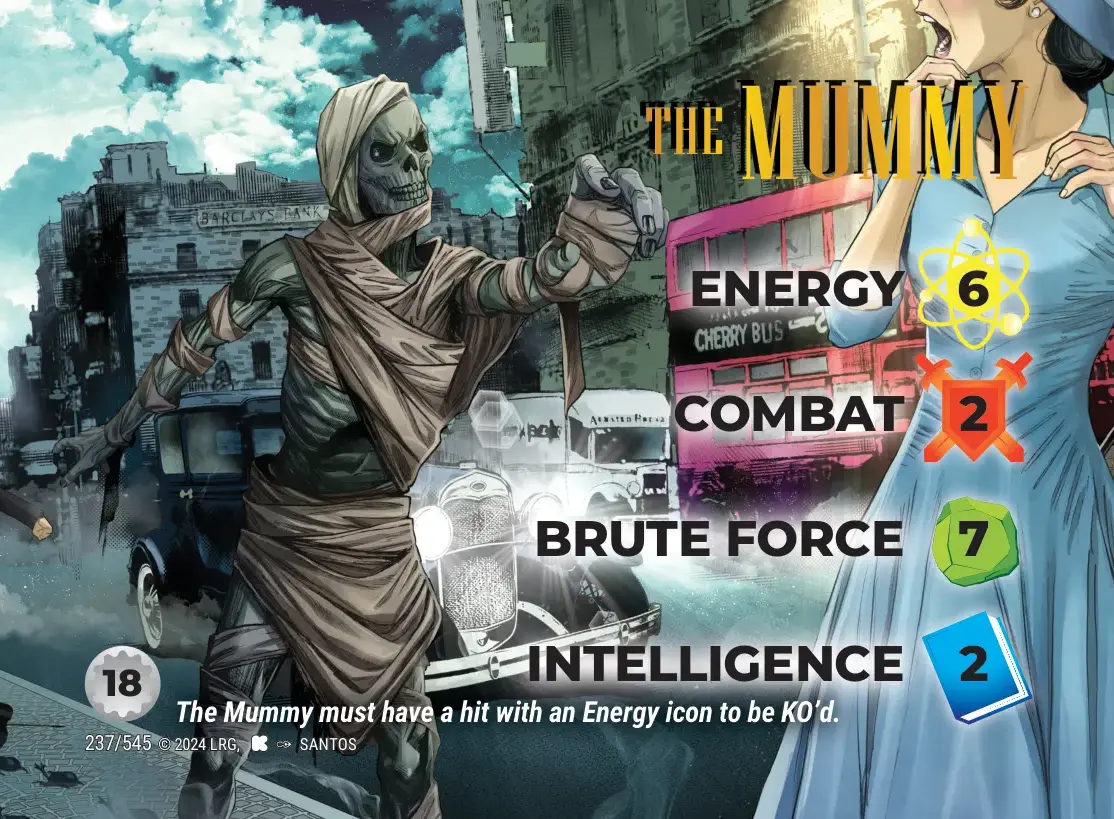 THE MUMMY
BARCLAYS BANK
ENERGY 6
CHERRY BUS
COMBAT 2
BRUTE FORCE 7
INTELLIGENCE 2
18
The Mummy must have a hit with an Energy icon to be KO'd.
237/545 © 2024 LRG, SANTOS